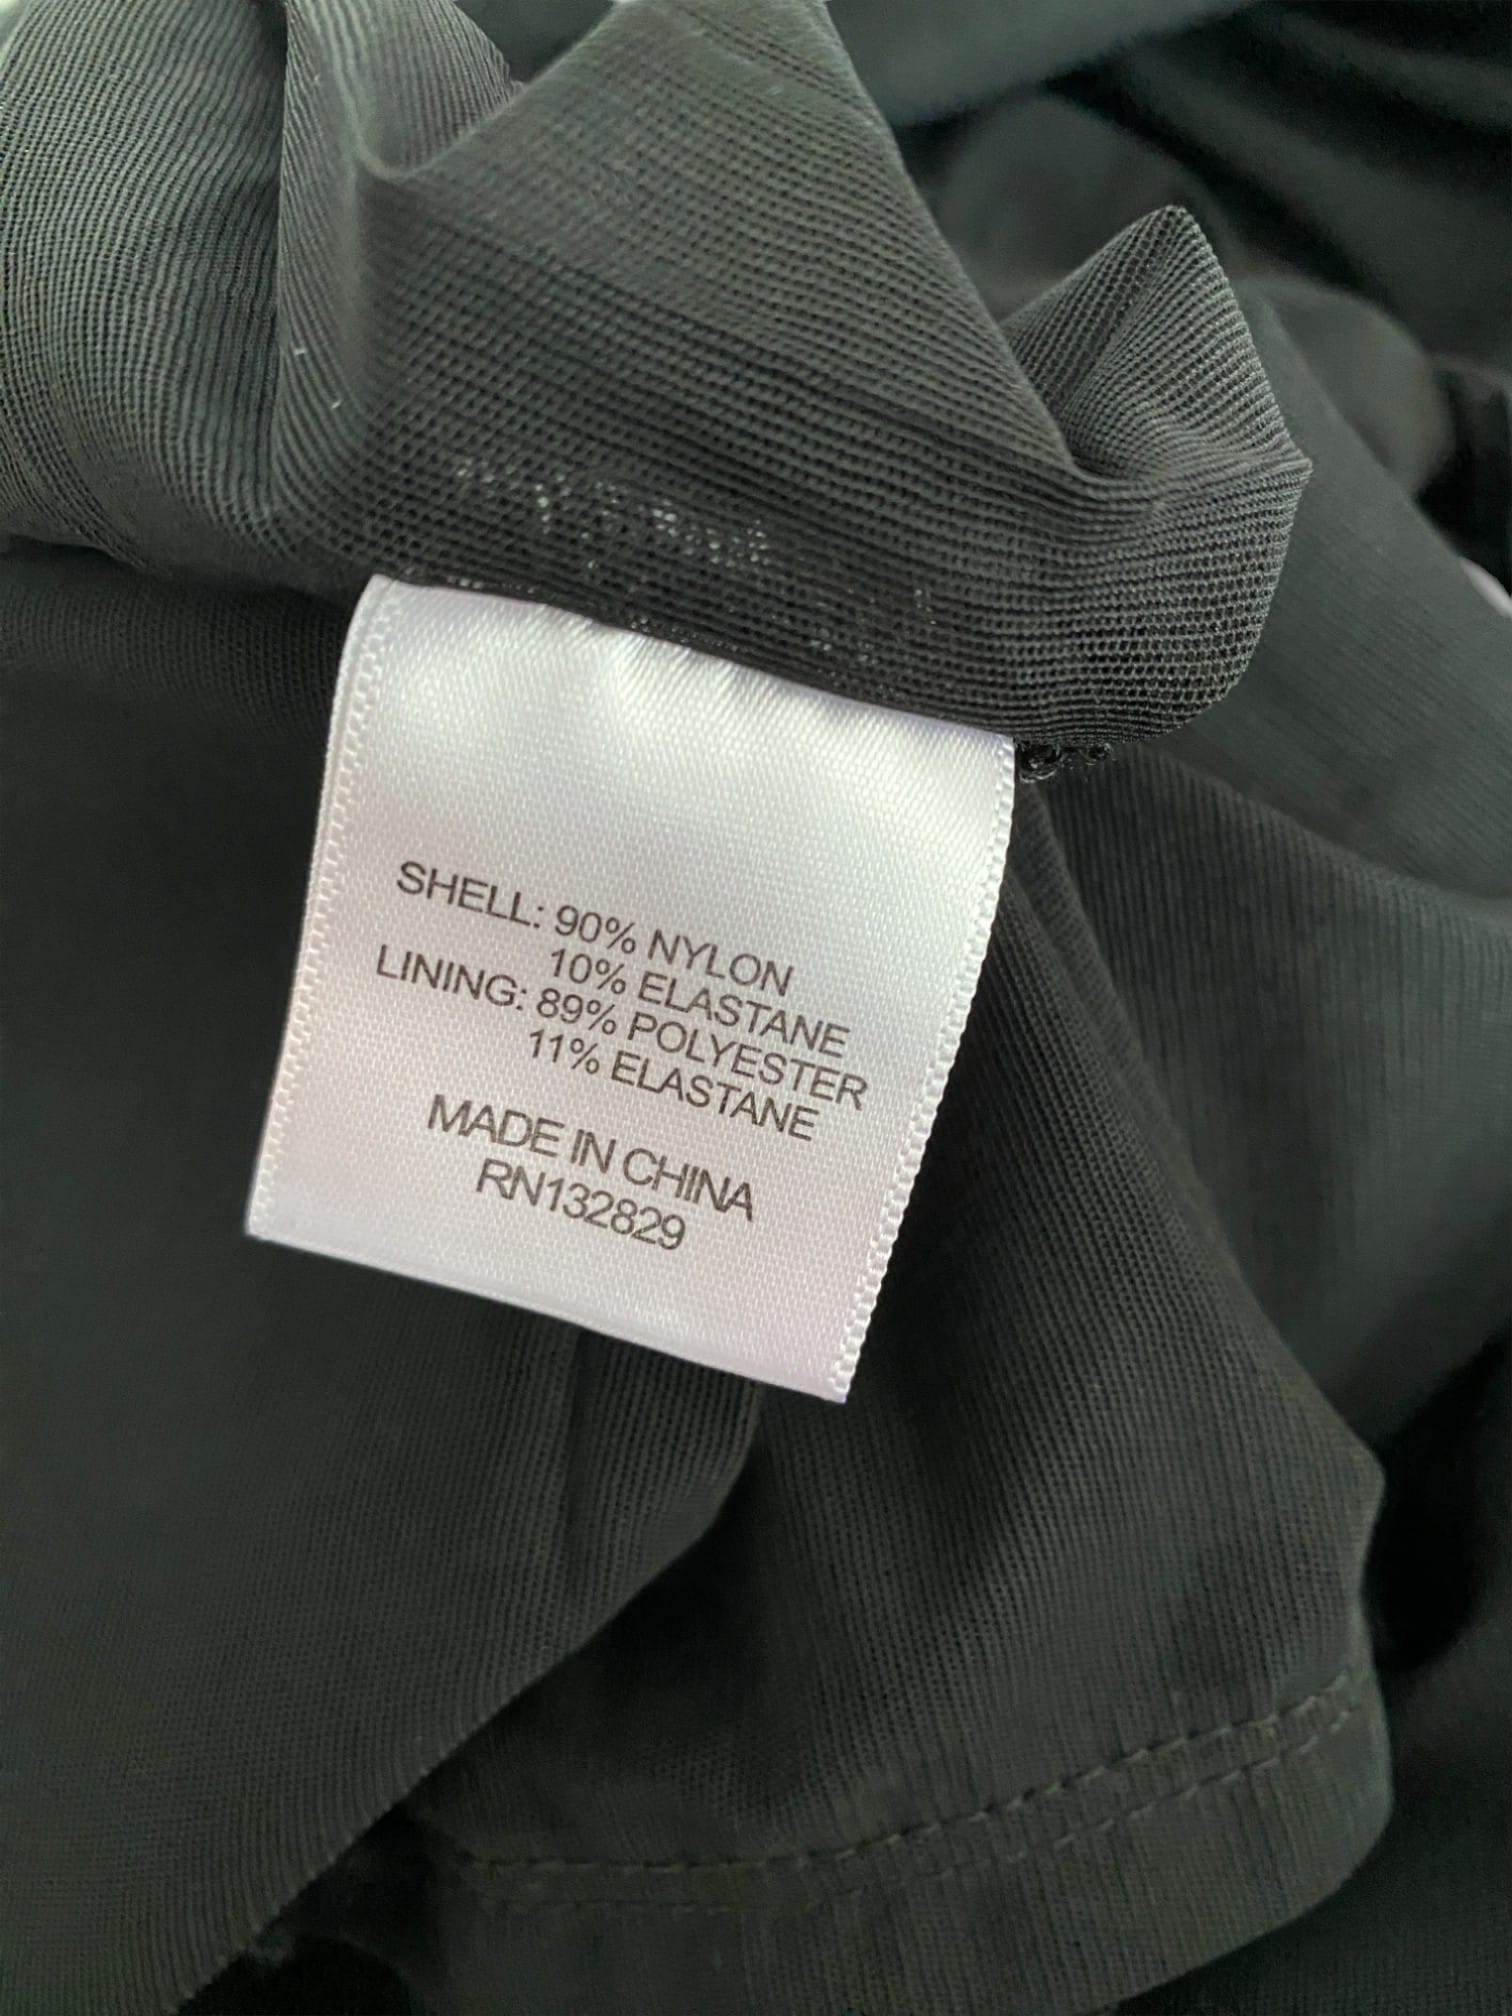 SHELL: 90% NYLON
10% ELASTANE
LINING: 89% POLYESTER
11% ELASTANE
MADE IN CHINA
RN132829